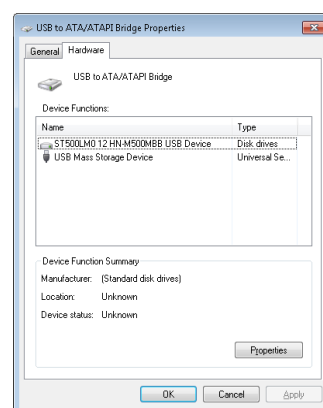 USB to ATA/ATAPI Bridge Properties
General Hardware
USB to ATA/ATAPI Bridge
Device Functions:
Name Type
ST500LM0 12 HN-M500MBB USB Device Disk drives
USB Mass Storage Device Universal Se...
Device Function Summary
Manufacturer: (Standard disk drives)
Location: Unknown
Device status: Unknown
Properties
OK Cancel Apply